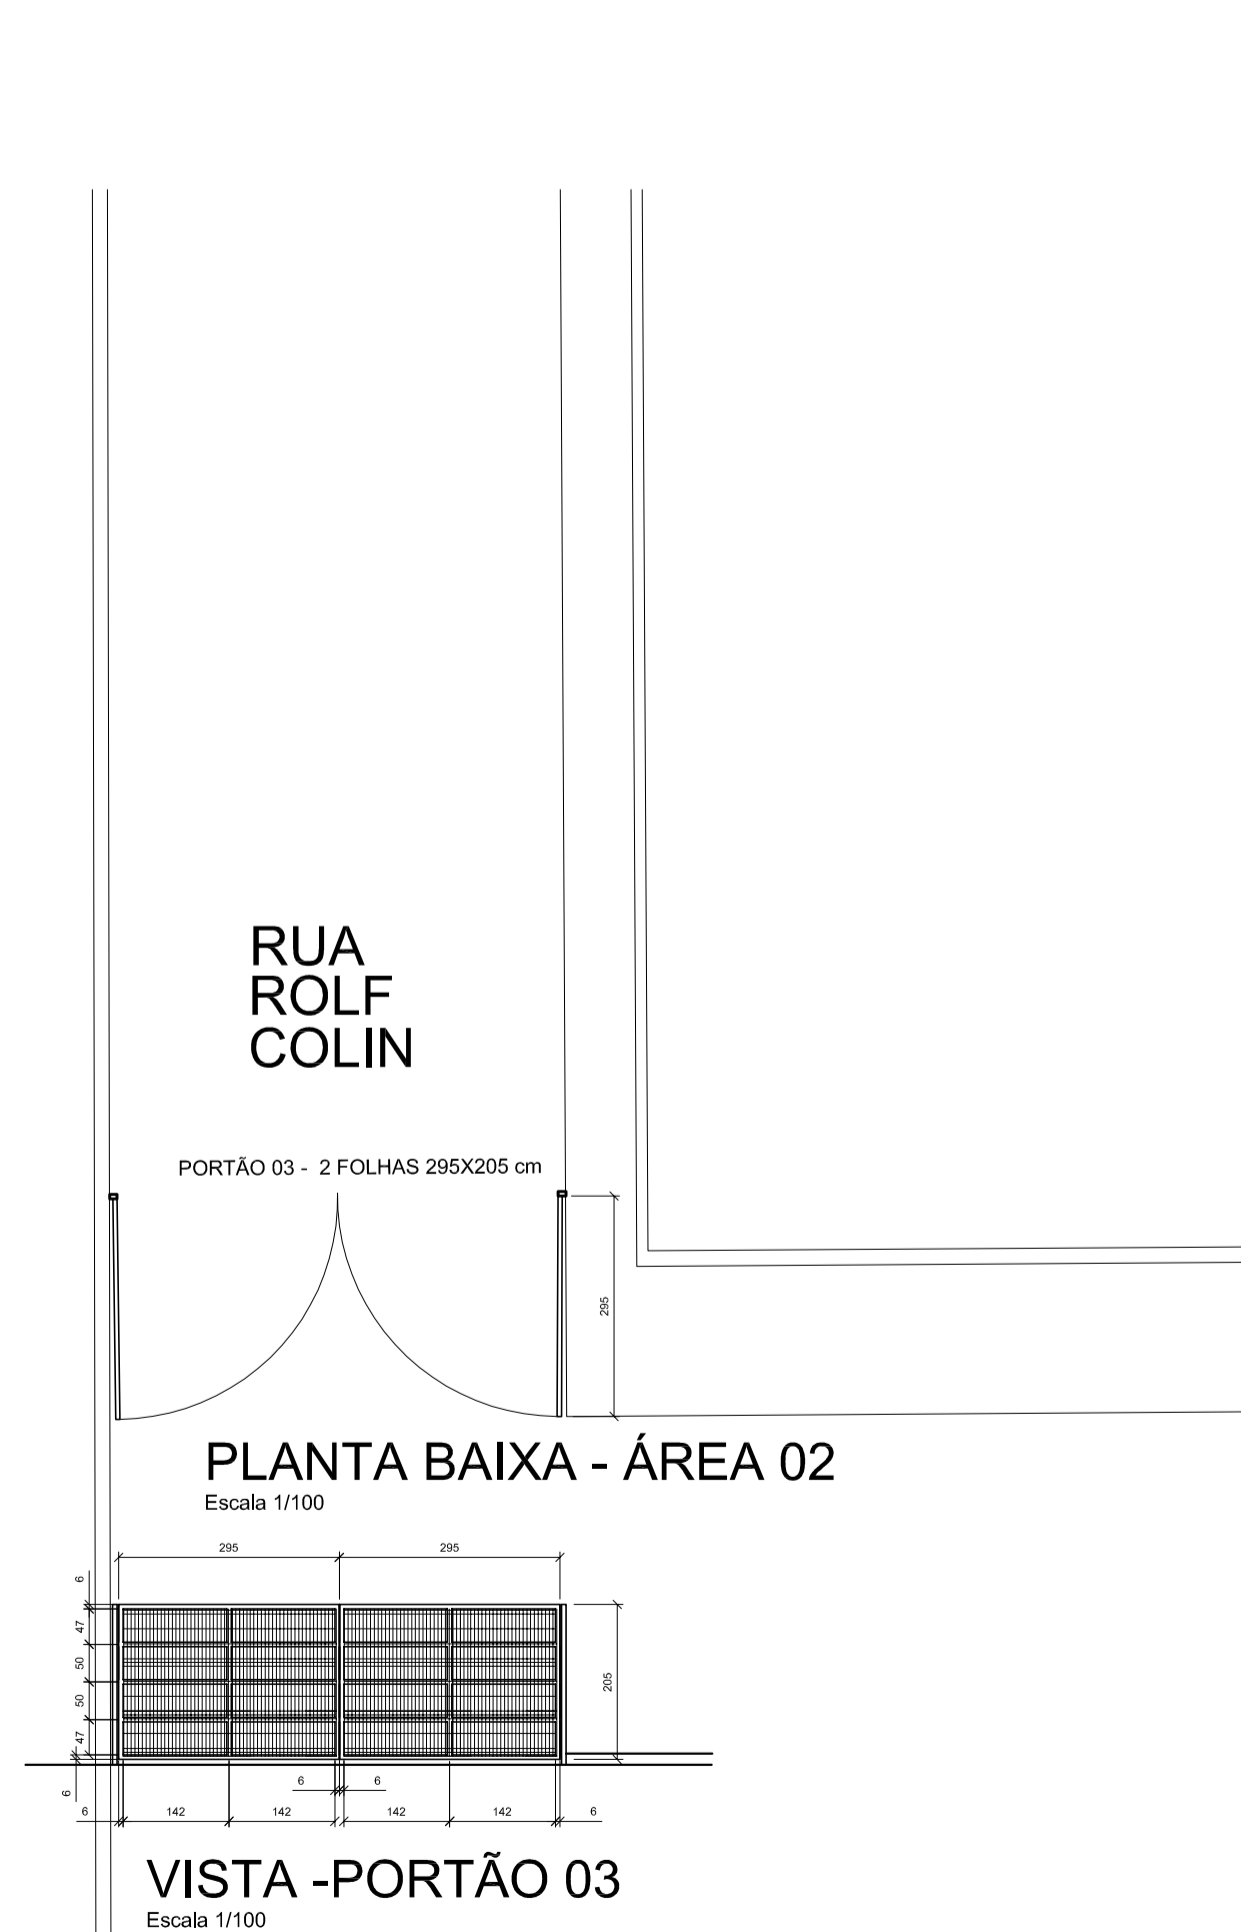 RUA
ROLF
COLIN
PORTÃO 03 - 2 FOLHAS 295X205 cm
295
PLANTA BAIXA - ÁREA 02
Escala 1/100
295 295
6
47
50
50
47
6
205
6 6
6 142 142 142 142 6
VISTA -PORTÃO 03
Escala 1/100